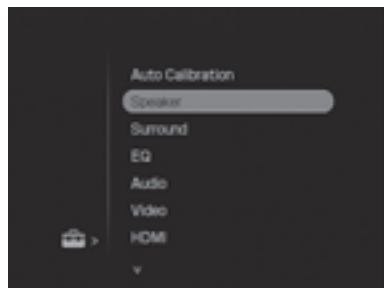 Auto Calibration
Speaker
Surround
EQ
Audio
Video
HDMI